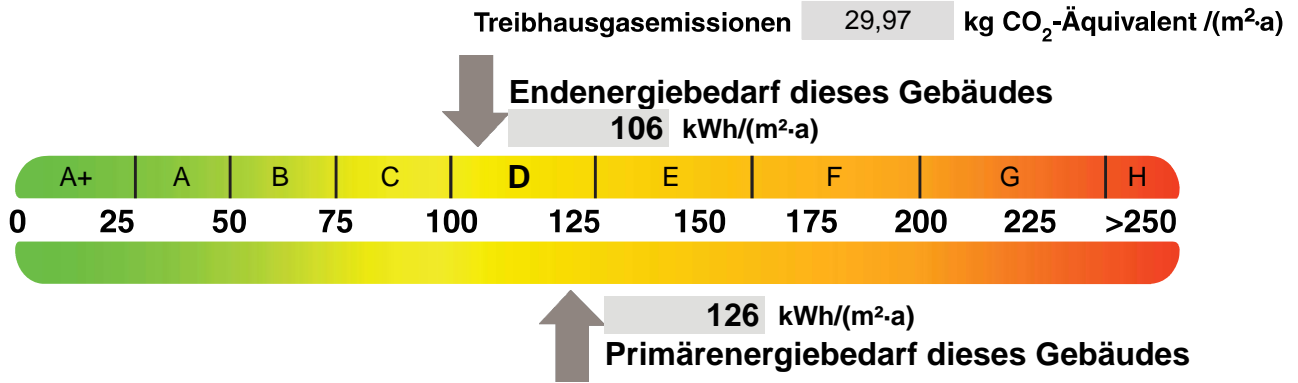 Treibhausgasemissionen 29,97 kg CO₂-Äquivalent /(m²·a)
Endenergiebedarf dieses Gebäudes
106 kWh/(m²·a)
A+ A B C D E F G H
0 25 50 75 100 125 150 175 200 225 >250
126 kWh/(m²·a)
Primärenergiebedarf dieses Gebäudes